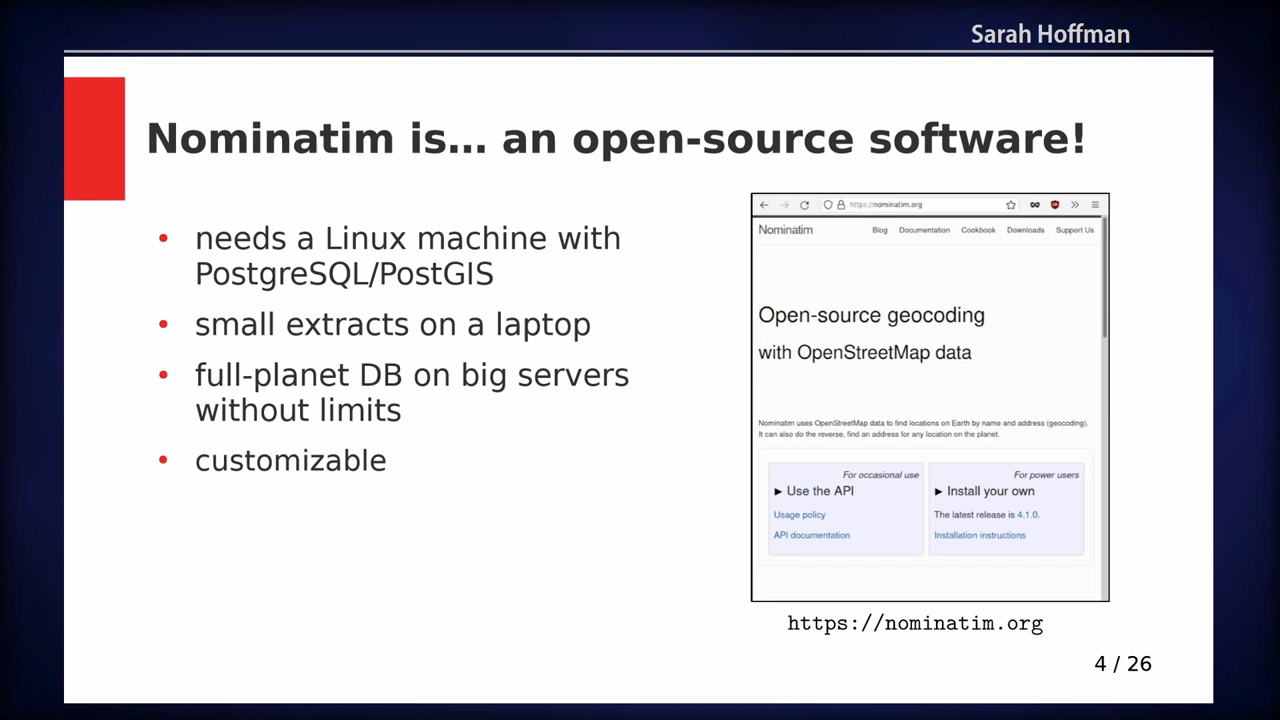 Sarah Hoffman
Nominatim is... an open-source software!
• needs a Linux machine with
PostgreSQL/PostGIS
• small extracts on a laptop
• full-planet DB on big servers
without limits
• customizable
https://nominatim.org
Nominatim
Blog Documentation Cookbook Downloads Support Us
Open-source geocoding
with OpenStreetMap data
Nominatim uses OpenStreetMap data to find locations on Earth by name and address (geocoding).
It can also do the reverse, find an address for any location on the planet.
For occasional use
► Use the API
Usage policy
API documentation
For power users
► Install your own
The latest release is 4.1.0.
Installation instructions
https://nominatim.org
4 / 26